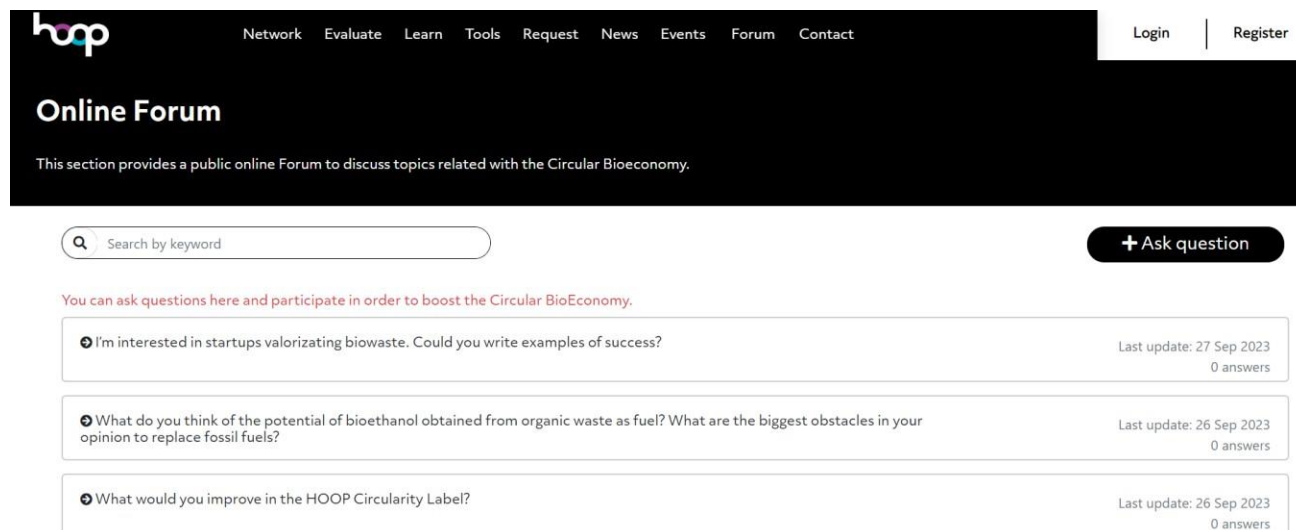 hoop
Network Evaluate Learn Tools Request News Events Forum Contact
Login Register
Online Forum
This section provides a public online Forum to discuss topics related with the Circular Bioeconomy.
Search by keyword
+ Ask question
You can ask questions here and participate in order to boost the Circular BioEconomy.
I'm interested in startups valorizating biowaste. Could you write examples of success?
Last update: 27 Sep 2023
0 answers
What do you think of the potential of bioethanol obtained from organic waste as fuel? What are the biggest obstacles in your
opinion to replace fossil fuels?
Last update: 26 Sep 2023
0 answers
What would you improve in the HOOP Circularity Label?
Last update: 26 Sep 2023
0 answers